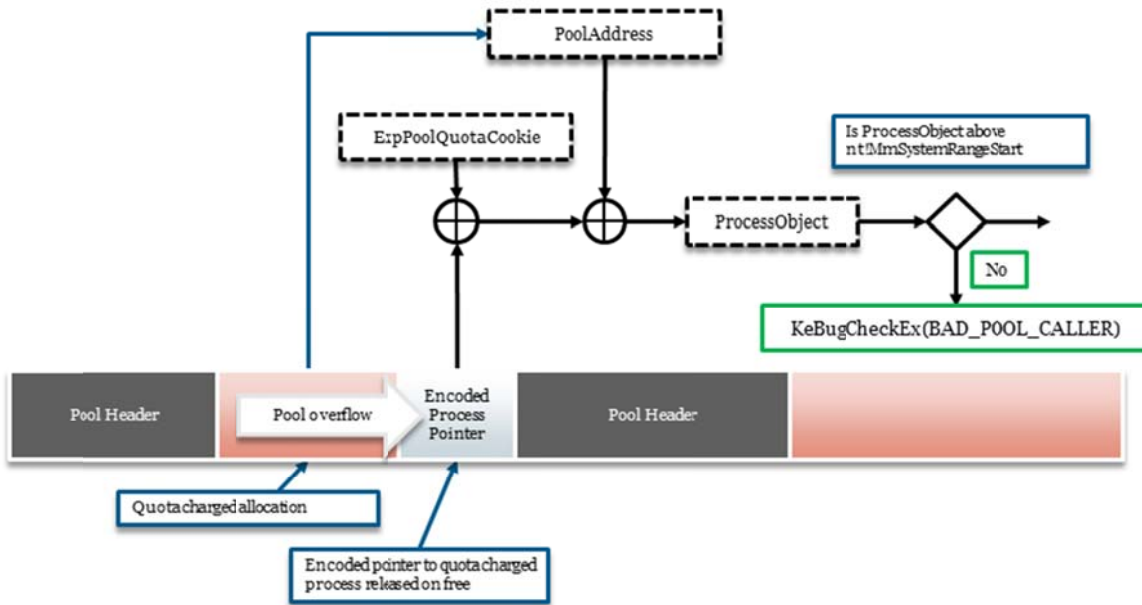 PoolAddress
ExpPoolQuotaCookie
Is ProcessObject above
nt!MmSystemRangeStart
ProcessObject
No
KeBugCheckEx(BAD_POOL_CALLER)
Pool Header
Pool overflow
Encoded
Process
Pointer
Pool Header
Quota charged allocation
Encoded pointer to quota charged
process released on free